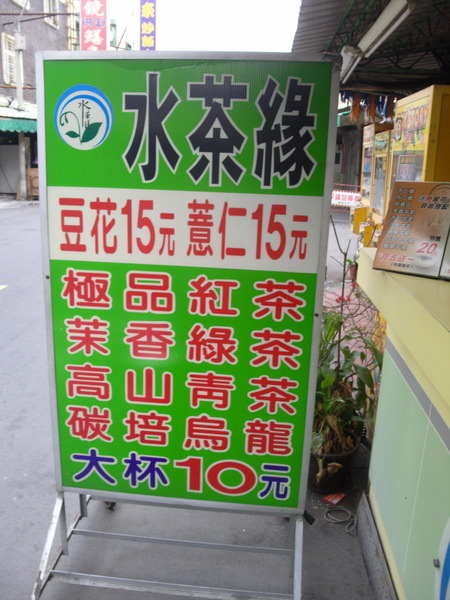 水茶緣
豆花15元 薏仁15元
極品紅茶
茉香綠茶
高山青茶
碳培烏龍
大杯10元
20